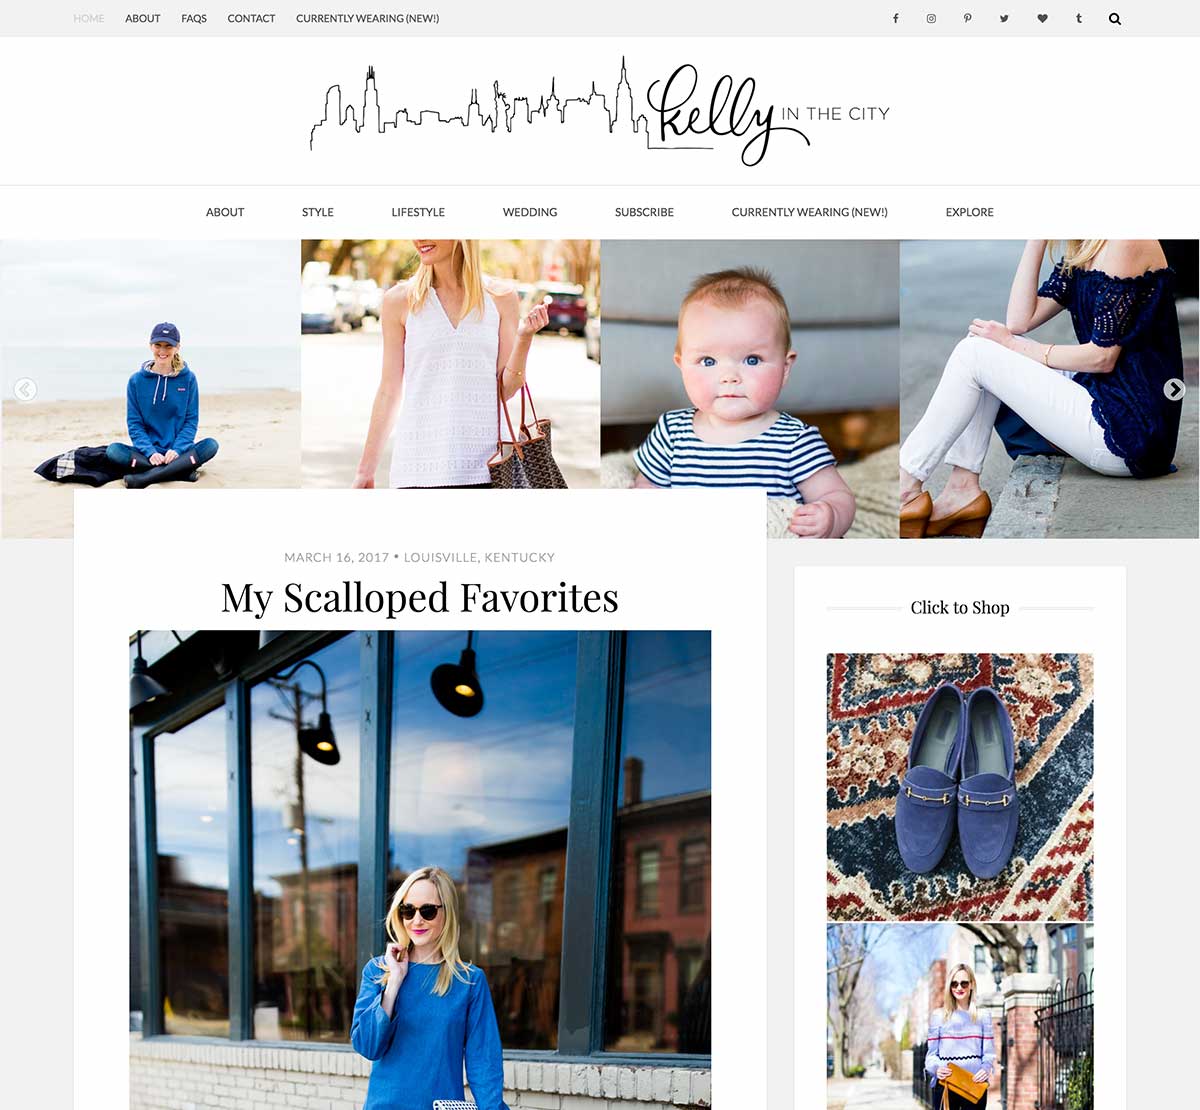 HOME ABOUT FAQS CONTACT CURRENTLY WEARING (NEW!)
kelly IN THE CITY
ABOUT STYLE LIFESTYLE WEDDING SUBSCRIBE CURRENTLY WEARING (NEW!) EXPLORE
MARCH 16, 2017 • LOUISVILLE, KENTUCKY
My Scalloped Favorites
Click to Shop